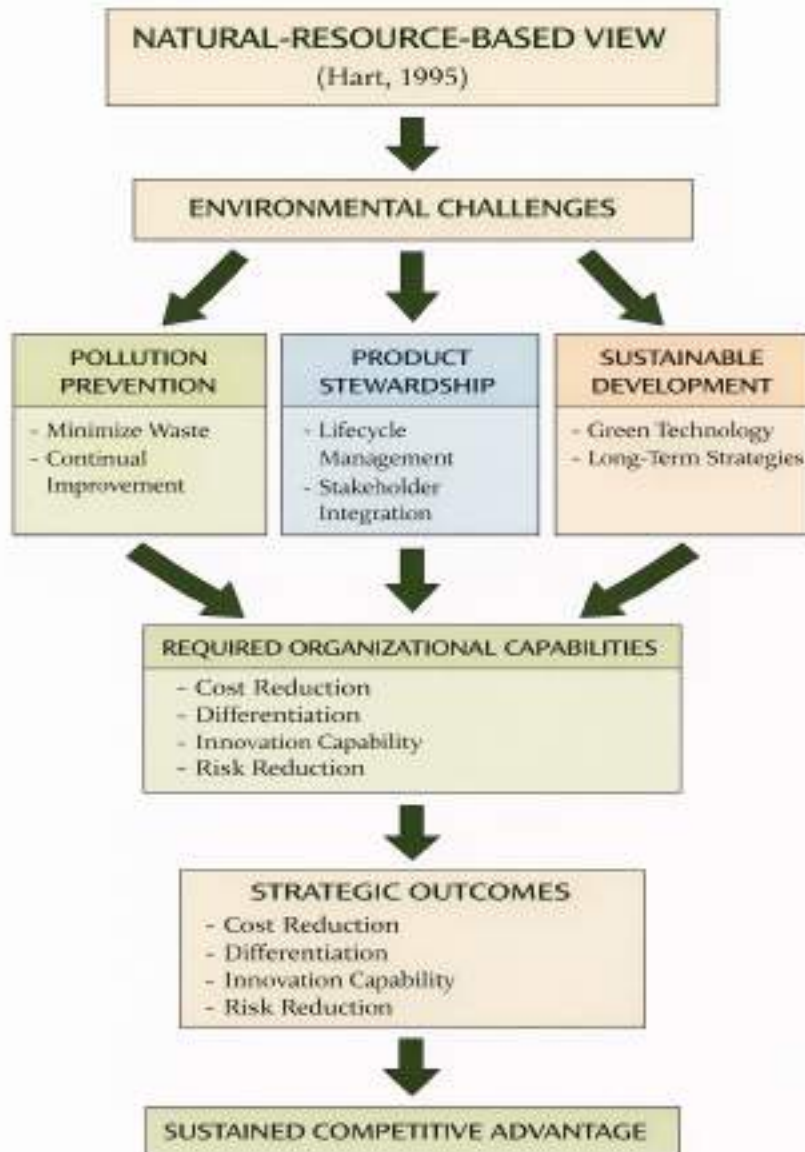 NATURAL-RESOURCE-BASED VIEW
(Hart, 1995)
ENVIRONMENTAL CHALLENGES
POLLUTION
PREVENTION
- Minimize Waste
- Continual
Improvement
PRODUCT
STEWARDSHIP
- Lifecycle
Management
- Stakeholder
Integration
SUSTAINABLE
DEVELOPMENT
- Green Technology
- Long-Term Strategies
REQUIRED ORGANIZATIONAL CAPABILITIES
- Cost Reduction
- Differentiation
- Innovation Capability
- Risk Reduction
STRATEGIC OUTCOMES
- Cost Reduction
- Differentiation
- Innovation Capability
- Risk Reduction
SUSTAINED COMPETITIVE ADVANTAGE